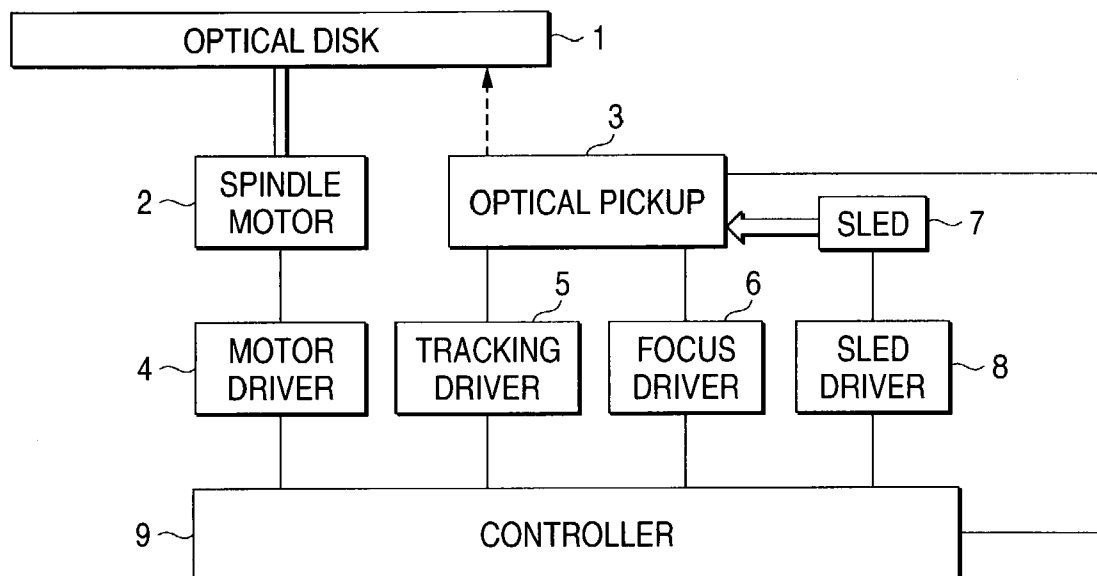 OPTICAL DISK
1
3
2
SPINDLE
MOTOR
OPTICAL PICKUP
SLED
7
5
6
4
MOTOR
DRIVER
TRACKING
DRIVER
FOCUS
DRIVER
SLED
DRIVER
8
9
CONTROLLER